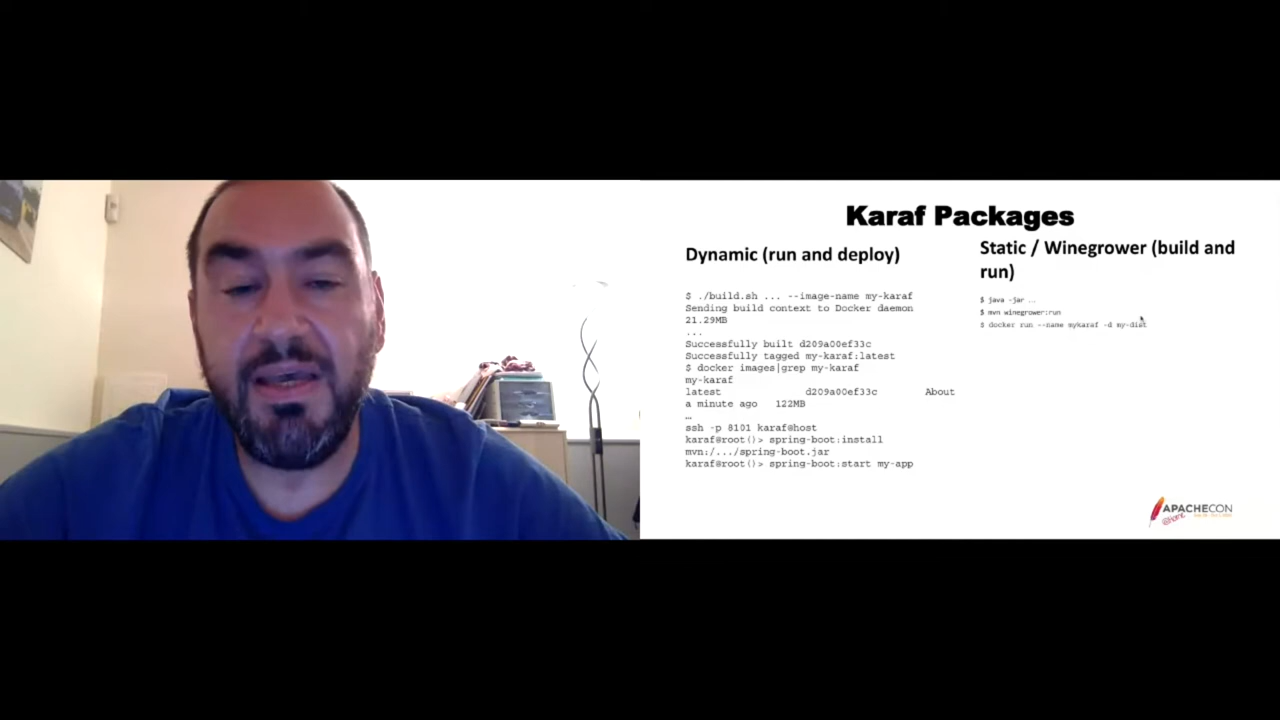 Karaf Packages
Dynamic (run and deploy)
$ ./build.sh ... --image-name my-karaf
Sending build context to Docker daemon
21.29MB
...
Successfully built d209a00ef33c
Successfully tagged my-karaf:latest
$ docker images|grep my-karaf
my-karaf
latest d209a00ef33c About
a minute ago 122MB
…
ssh -p 8101 karaf@host
karaf@root()> spring-boot:install
mvn:/.../spring-boot.jar
karaf@root()> spring-boot:start my-app
Static / Winegrower (build and
run)
$ java -jar ...
$ mvn winegrower:run
$ docker run --name mykaraf -d my-dist
APACHECON
@Home